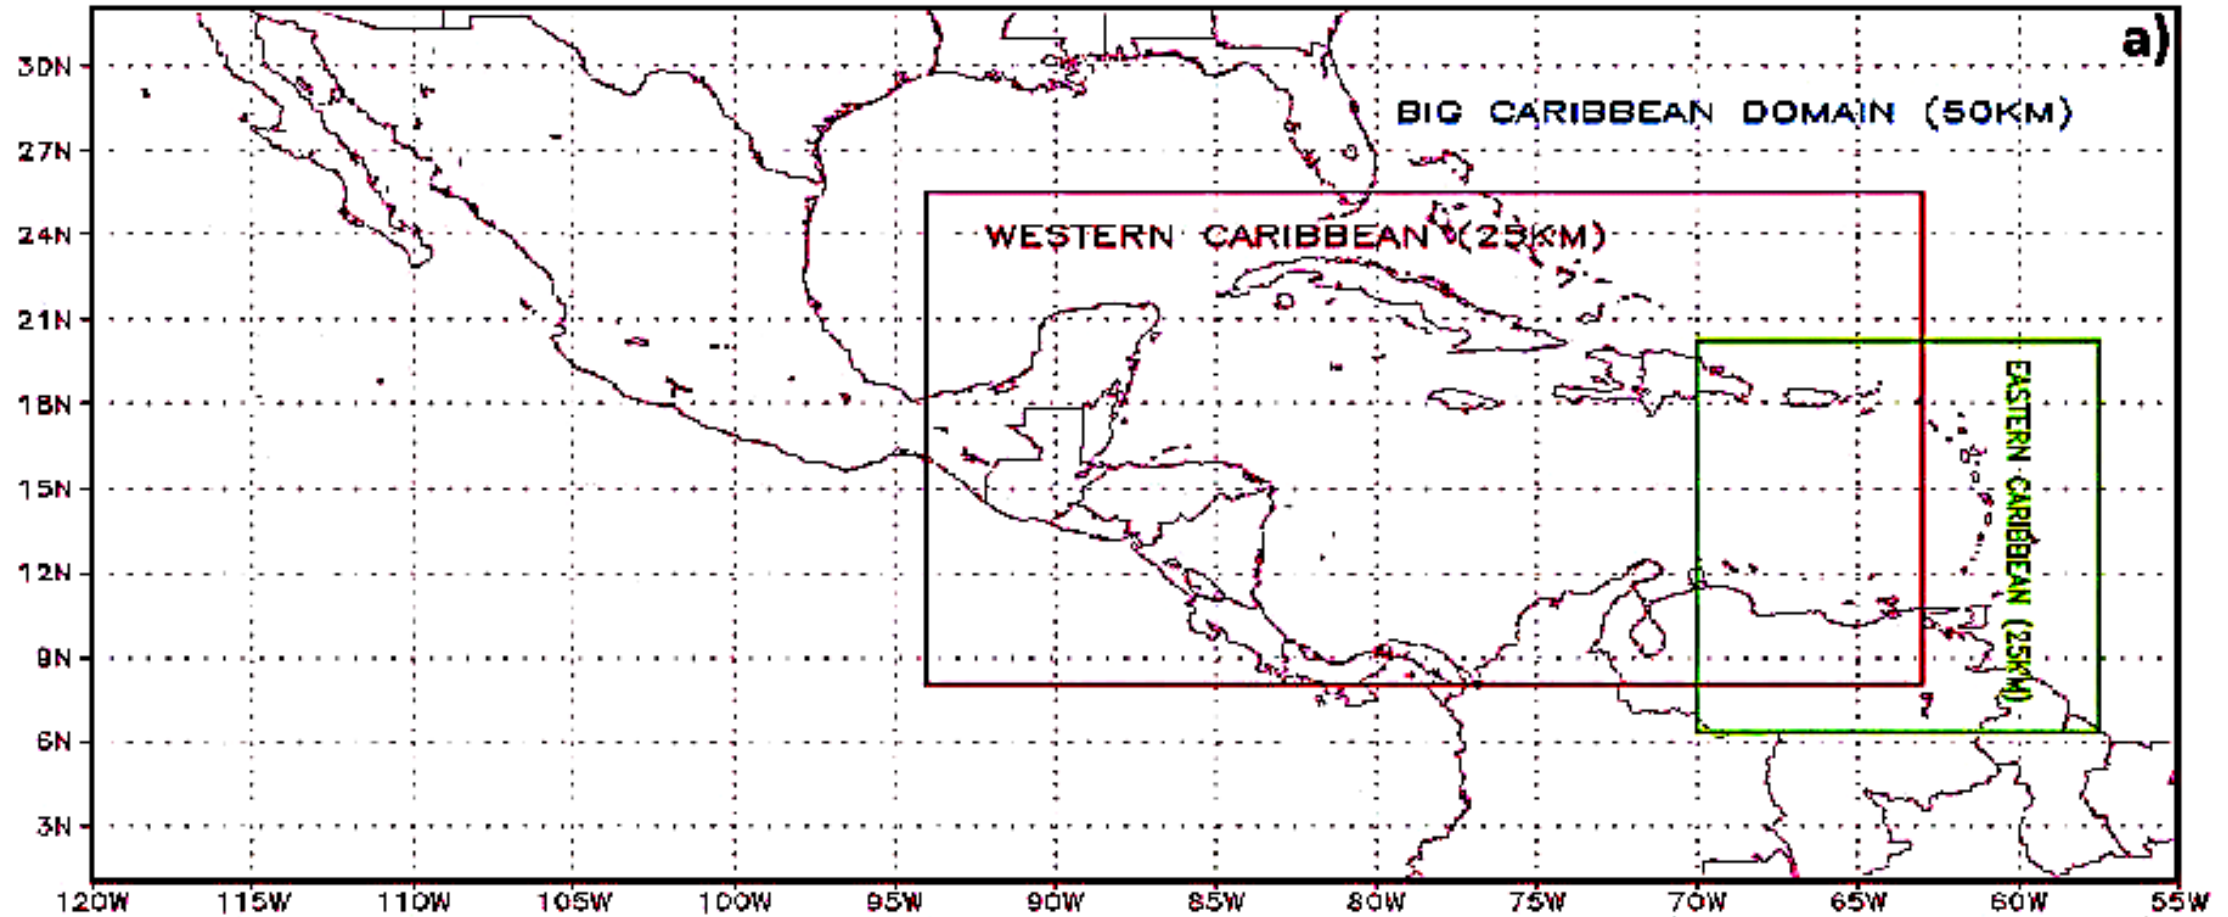 a)
30N
BIG CARIBBEAN DOMAIN (50KM)
27N
24N
WESTERN CARIBBEAN (25KM)
21N
18N
EASTERN CARIBBEAN (25KM)
15N
12N
9N
6N
3N
120W 115W 110W 105W 100W 95W 90W 85W 80W 75W 70W 65W 60W 55W